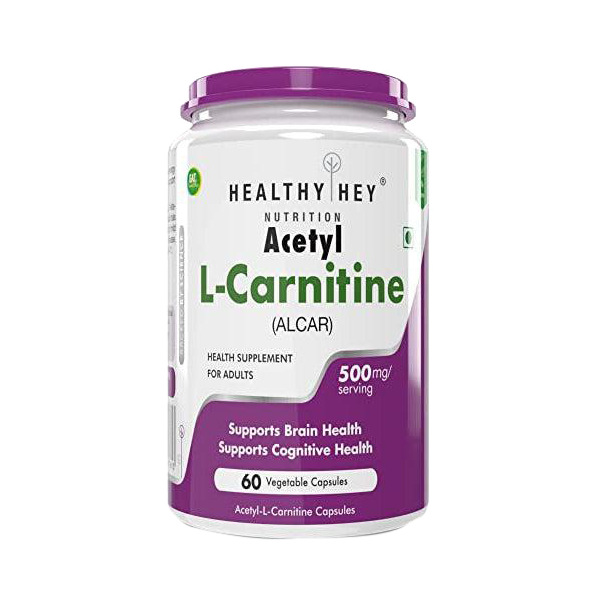 HEALTHY HEY®
NUTRITION
Acetyl
L-Carnitine
(ALCAR)
HEALTH SUPPLEMENT
FOR ADULTS
500mg/
serving
Supports Brain Health
Supports Cognitive Health
60 Vegetable Capsules
Acetyl-L-Carnitine Capsules